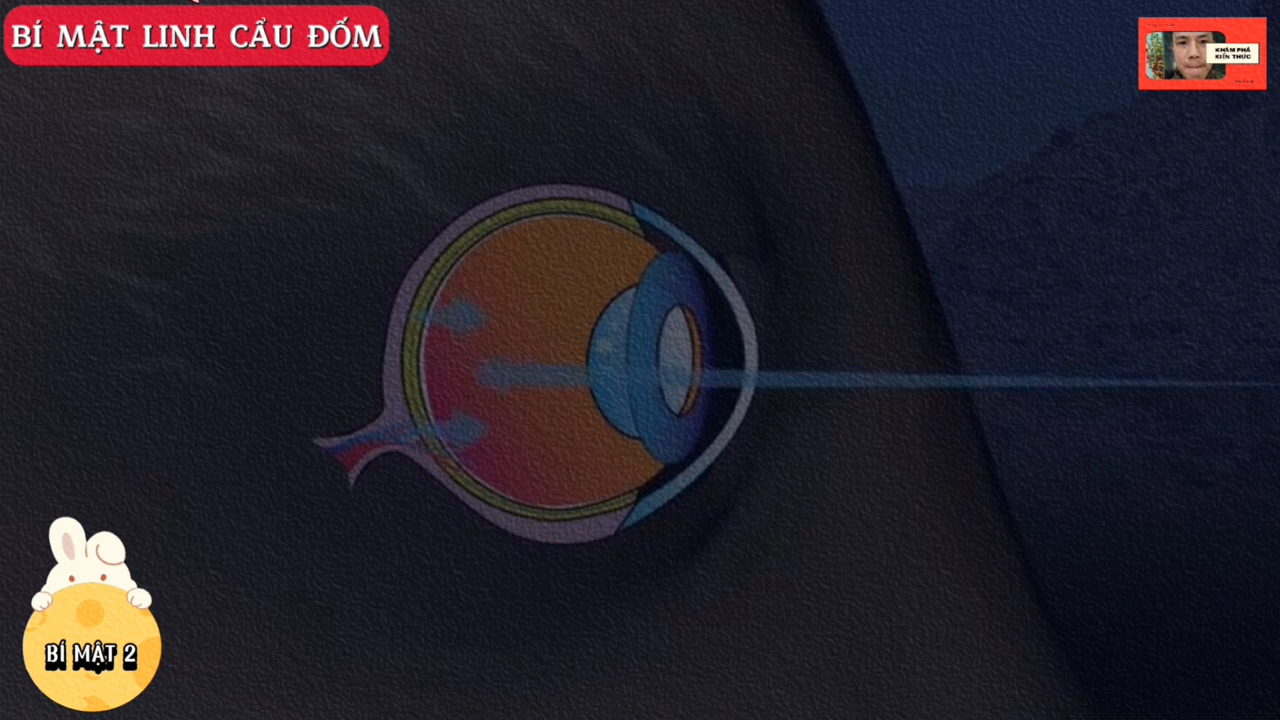 BÍ MẬT LINH CẨU ĐỐM
KHÁM PHÁ
KIẾN THỨC
BÍ MẬT 2